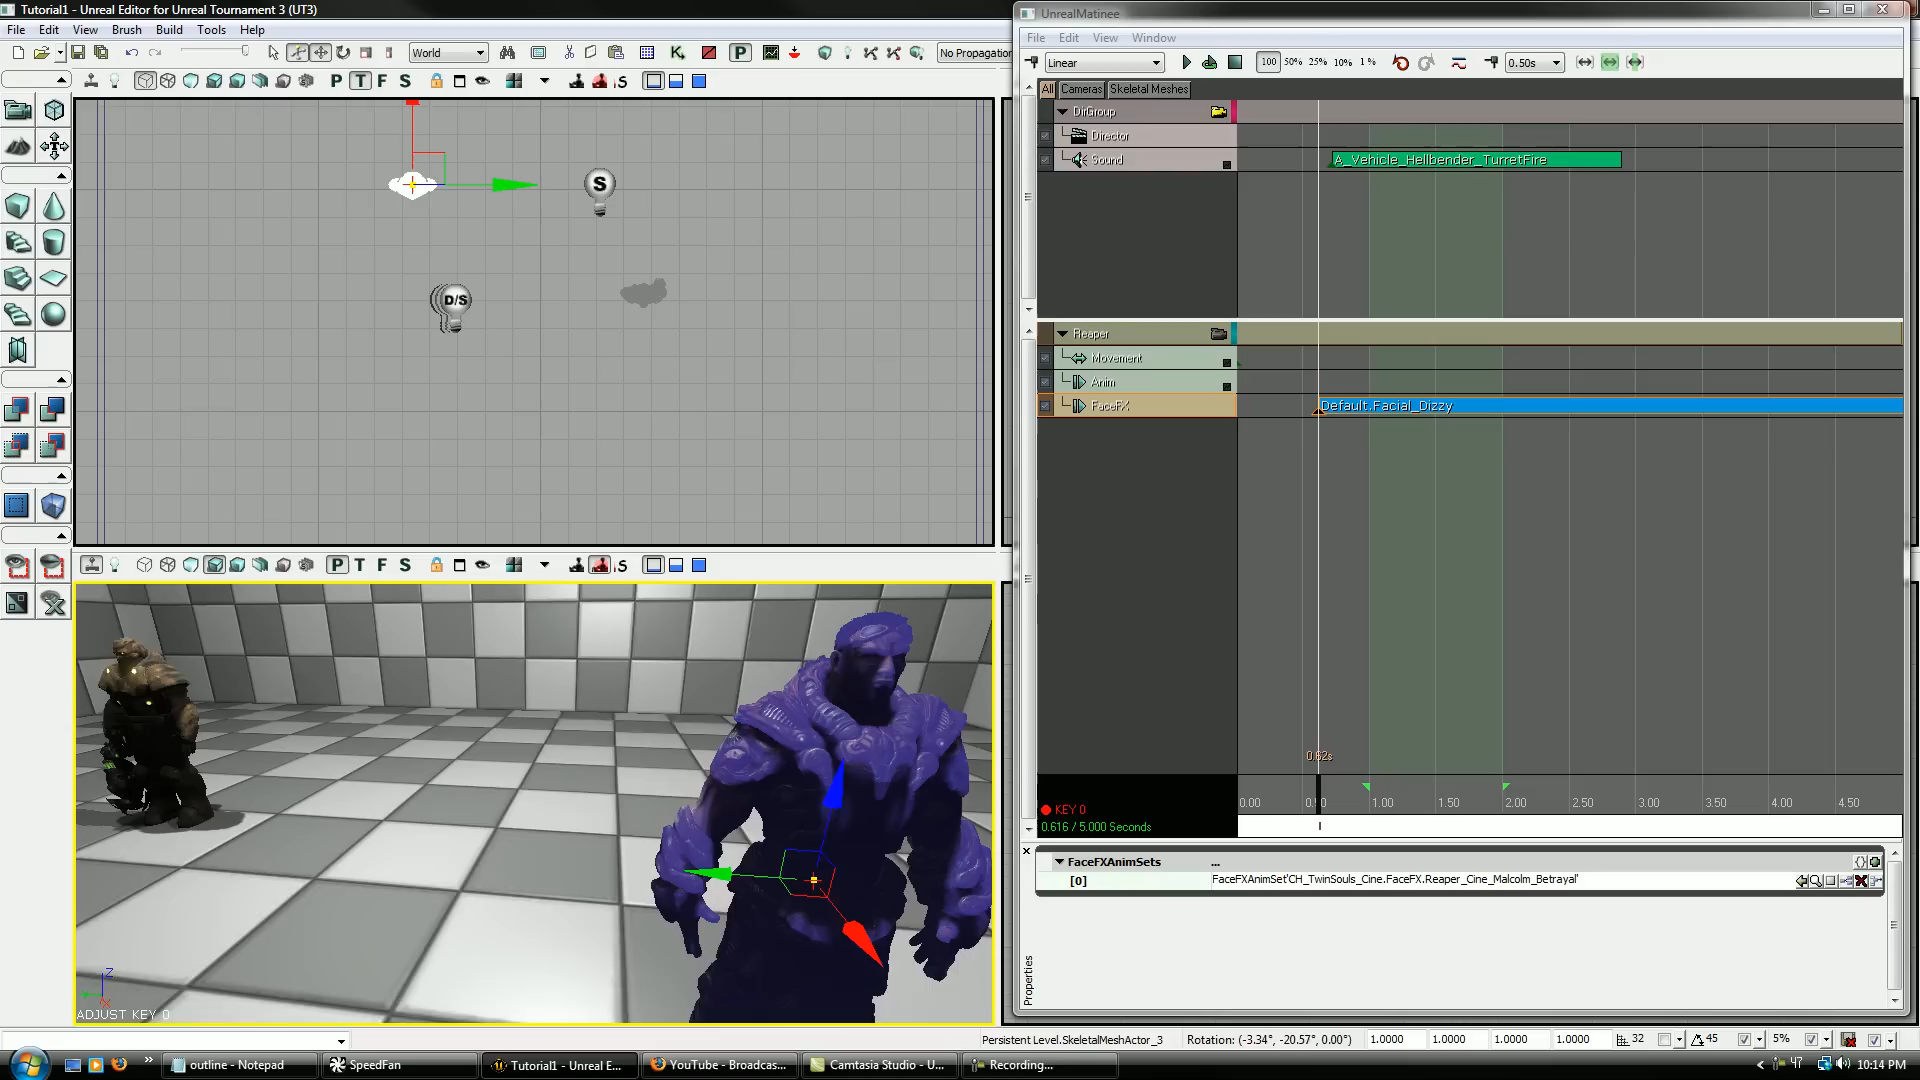 Tutorial1 - Unreal Editor for Unreal Tournament 3 (UT3)
File Edit View Brush Build Tools Help
World
No Propagation
P T F S
P T F S
S
D/S
Z
X
ADJUST KEY 0
UnrealMatinee
File Edit View Window
Linear
100 50% 25% 10% 1%
0.50s
All Cameras Skeletal Meshes
DirGroup
Director
Sound
A_Vehicle_Hellbender_TurretFire
Reaper
Movement
Anim
FaceFX
Default.Facial_Dizzy
0.62s
0.00 1.00 1.50 2.00 2.50 3.00 3.50 4.00 4.50
KEY 0
0.616 / 5.000 Seconds
FaceFXAnimSets ...
[0] FaceFXAnimSet'CH_TwinSouls_Cine.FaceFX.Reaper_Cine_Malcolm_Betrayal'
Properties
Persistent Level.SkeletalMeshActor_3 Rotation: (-3.34°, -20.57°, 0.00°) 1.0000 1.0000 1.0000 1.0000 32 45 5%
outline - Notepad SpeedFan Tutorial1 - Unreal E... YouTube - Broadcas... Camtasia Studio - U... Recording... 47 10:14 PM